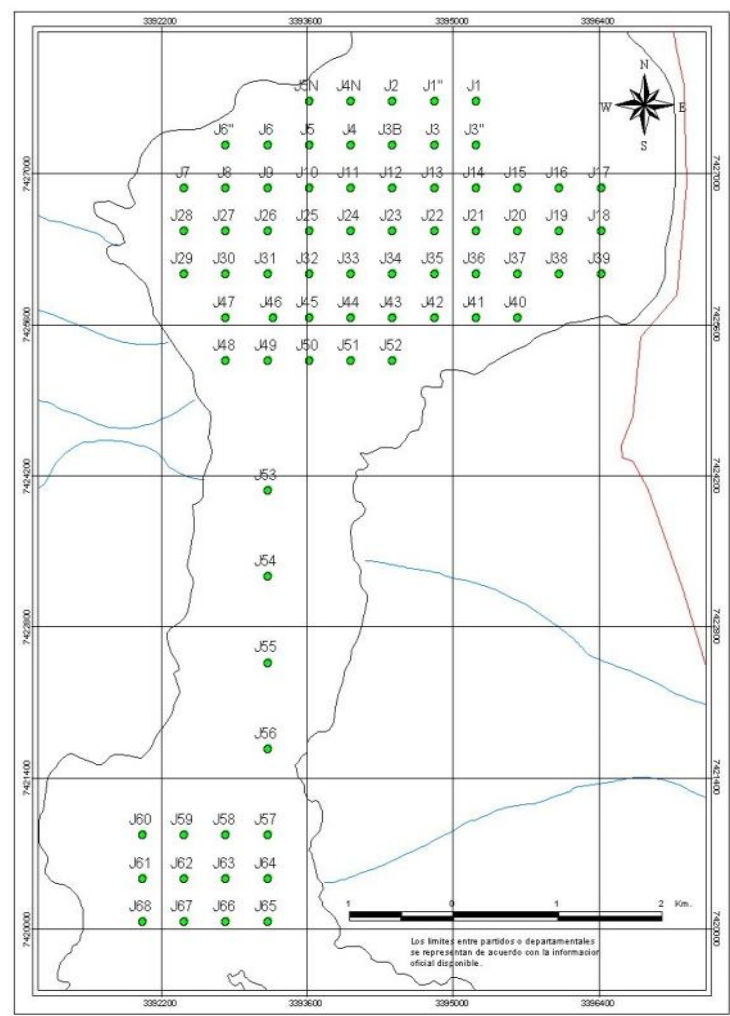 3392200 3393600 3395000 3396400
N
W E
S
J5N J4N J2 J1" J1
J6" J6 J5 J4 J3B J3 J3"
7427000 7427000
J7 J8 J9 J10 J11 J12 J13 J14 J15 J16 J17
J28 J27 J26 J25 J24 J23 J22 J21 J20 J19 J18
J29 J30 J31 J32 J33 J34 J35 J36 J37 J38 J39
J47 J46 J45 J44 J43 J42 J41 J40
7425600 7425600
J48 J49 J50 J51 J52
7424200 7424200
J53
J54
7422800 7422800
J55
J56
7421400 7421400
J60 J59 J58 J57
J61 J62 J63 J64
J68 J67 J66 J65
1 0 1 2 Km.
7420000 7420000
Los limites entre partidos o departamentales
se representan de acuerdo con la informacion
oficial disponible.
3392200 3393600 3395000 3396400